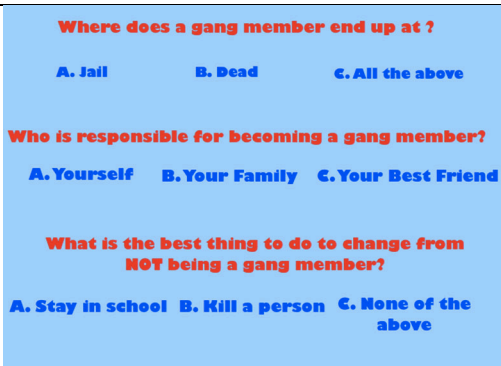 Where does a gang member end up at ?
A. Jail B. Dead C. All the above
Who is responsible for becoming a gang member?
A. Yourself B. Your Family C. Your Best Friend
What is the best thing to do to change from
NOT being a gang member?
A. Stay in school B. Kill a person C. None of the
above